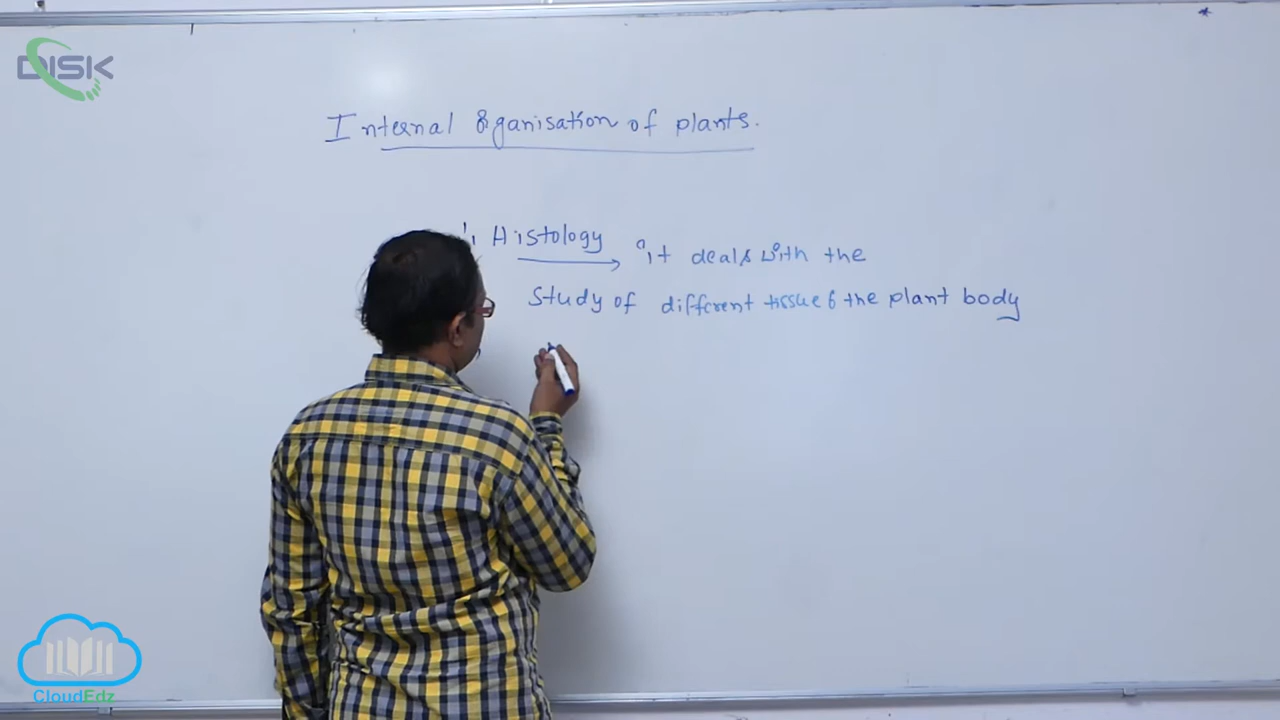 DISK
Internal Organisation of plants.
Histology it deals with the
Study of different tissue of the plant body
CloudEdz